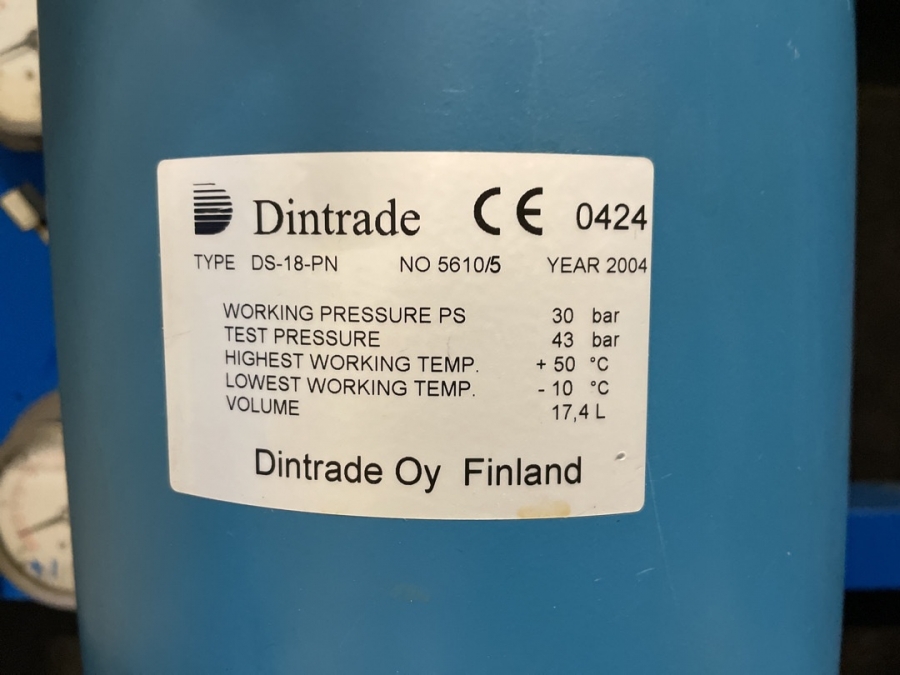 Dintrade CE 0424
TYPE DS-18-PN NO 5610/5 YEAR 2004
WORKING PRESSURE PS 30 bar
TEST PRESSURE 43 bar
HIGHEST WORKING TEMP. + 50 °C
LOWEST WORKING TEMP. - 10 °C
VOLUME 17,4 L
Dintrade Oy Finland